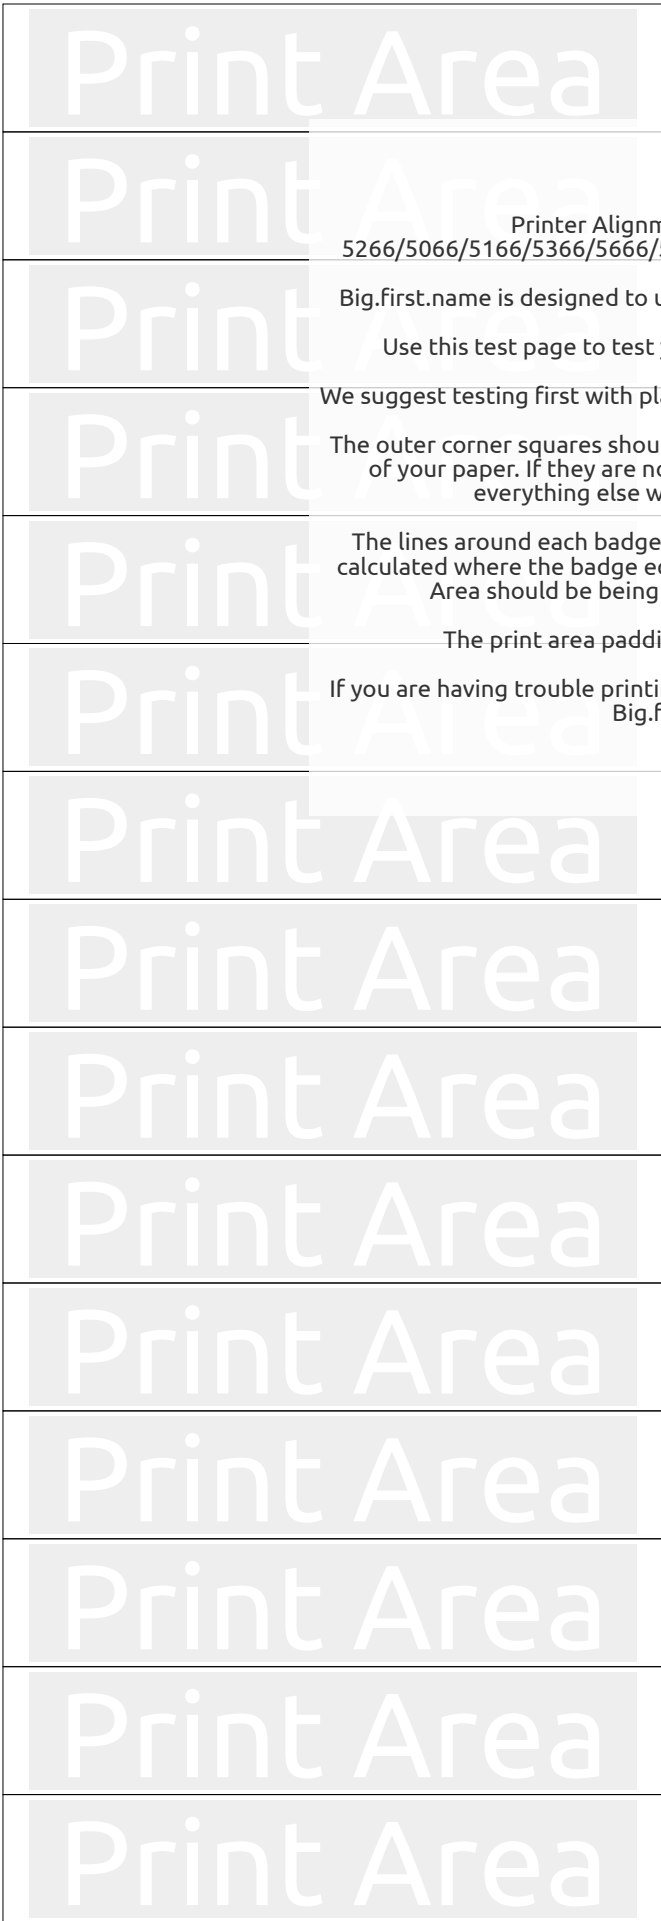 Print Area
Print Area
Printer Alignm
5266/5066/5166/5366/5666/
Print Area
Big.first.name is designed to u
Use this test page to test
Print Area
We suggest testing first with pla
The outer corner squares shou
of your paper. If they are no
everything else w
Print Area
The lines around each badge
calculated where the badge ed
Area should be being
Print Area
The print area paddi
If you are having trouble printi
Big.f
Print Area
Print Area
Print Area
Print Area
Print Area
Print Area
Print Area
Print Area
Print Area